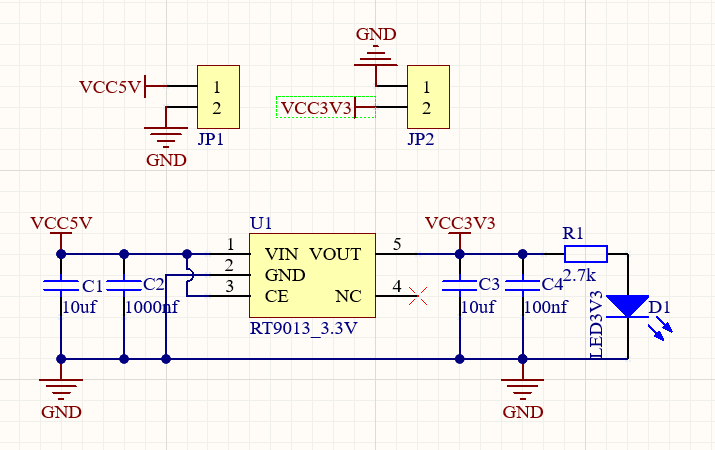 GND
VCC5V
1
2
JP1
GND
VCC3V3
1
2
JP2
VCC5V
U1
VCC3V3
R1
2.7k
1
VIN
VOUT
5
2
GND
3
CE
NC
4
C1
10uf
C2
1000nf
C3
10uf
C4
100nf
LED3V3
D1
RT9013_3.3V
GND
GND